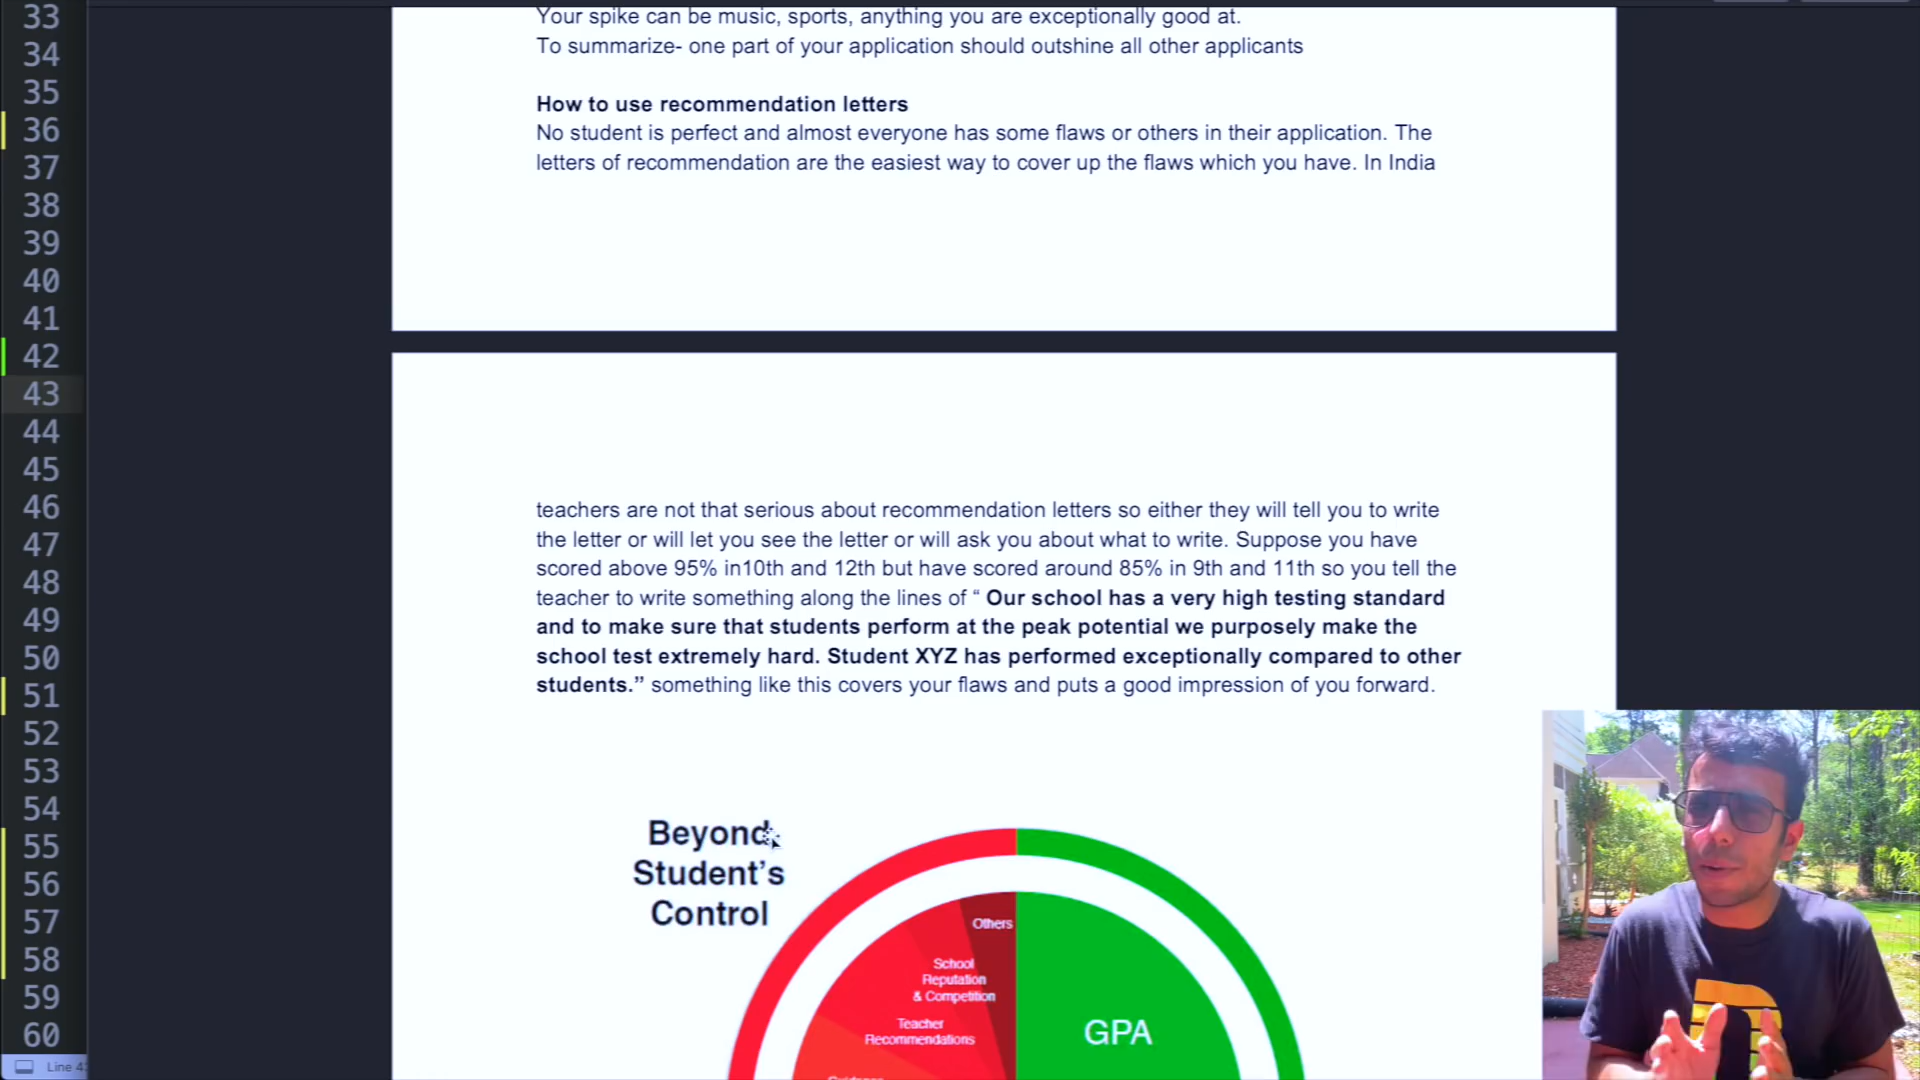 33
34
35
36
37
38
39
40
41
42
43
44
45
46
47
48
49
50
51
52
53
54
55
56
57
58
59
60
Line 4
Your spike can be music, sports, anything you are exceptionally good at.
To summarize- one part of your application should outshine all other applicants
How to use recommendation letters
No student is perfect and almost everyone has some flaws or others in their application. The
letters of recommendation are the easiest way to cover up the flaws which you have. In India
teachers are not that serious about recommendation letters so either they will tell you to write
the letter or will let you see the letter or will ask you about what to write. Suppose you have
scored above 95% in10th and 12th but have scored around 85% in 9th and 11th so you tell the
teacher to write something along the lines of “ Our school has a very high testing standard
and to make sure that students perform at the peak potential we purposely make the
school test extremely hard. Student XYZ has performed exceptionally compared to other
students.” something like this covers your flaws and puts a good impression of you forward.
Beyond
Student’s
Control
Others
School
Reputation
& Competition
Teacher
Recommendations
GPA